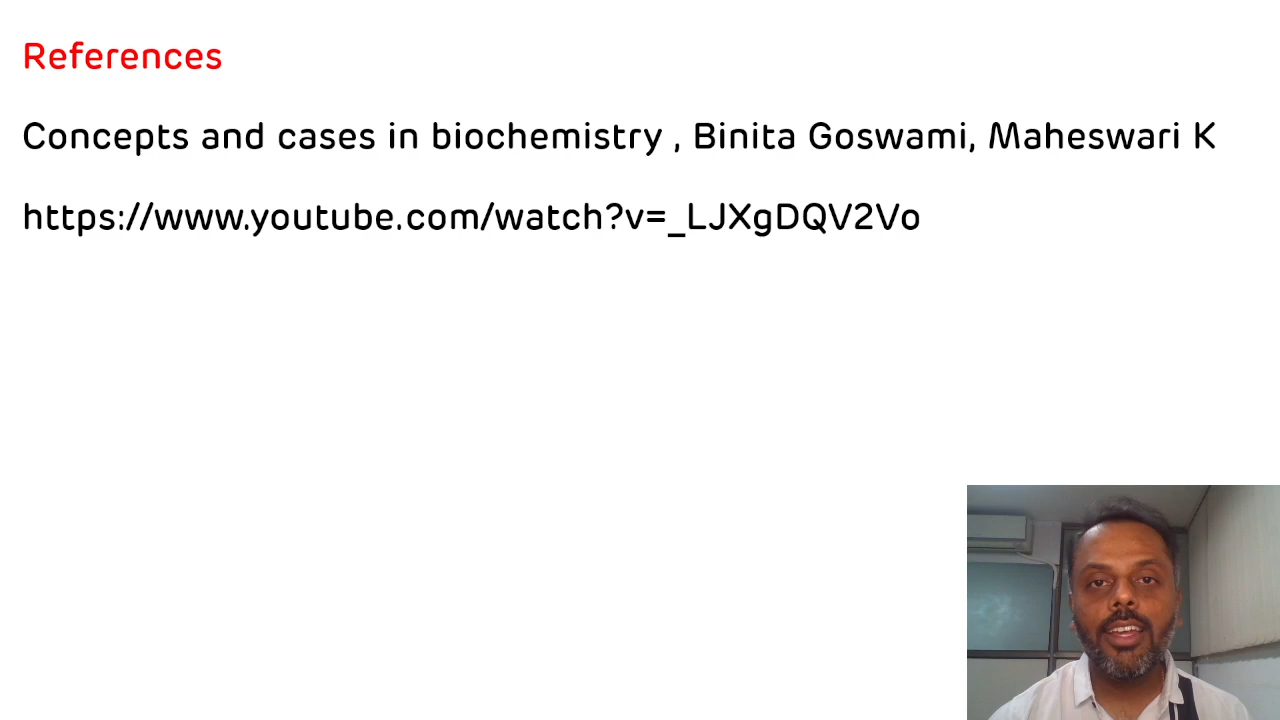 References
Concepts and cases in biochemistry , Binita Goswami, Maheswari K
https://www.youtube.com/watch?v=_LJXgDQV2Vo